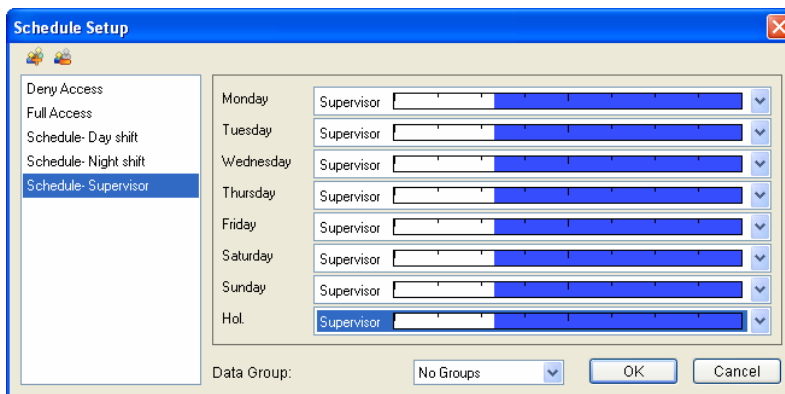 Schedule Setup
Deny Access
Full Access
Schedule- Day shift
Schedule- Night shift
Schedule- Supervisor
Monday Supervisor
Tuesday Supervisor
Wednesday Supervisor
Thursday Supervisor
Friday Supervisor
Saturday Supervisor
Sunday Supervisor
Hol. Supervisor
Data Group: No Groups OK Cancel